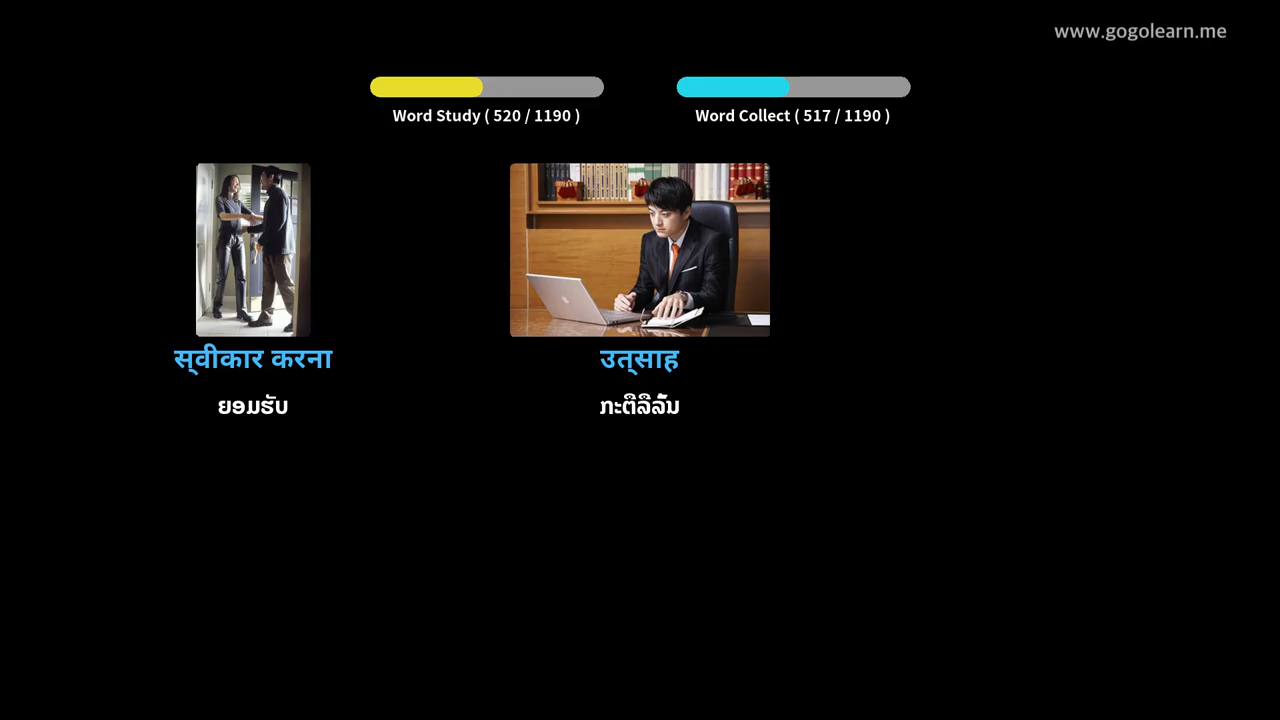 www.gogolearn.me
Word Study ( 520 / 1190 )
Word Collect ( 517 / 1190 )
स्वीकार करना
उत्साह
ຍອມຮັບ
ກະຕືລືລົ້ນ